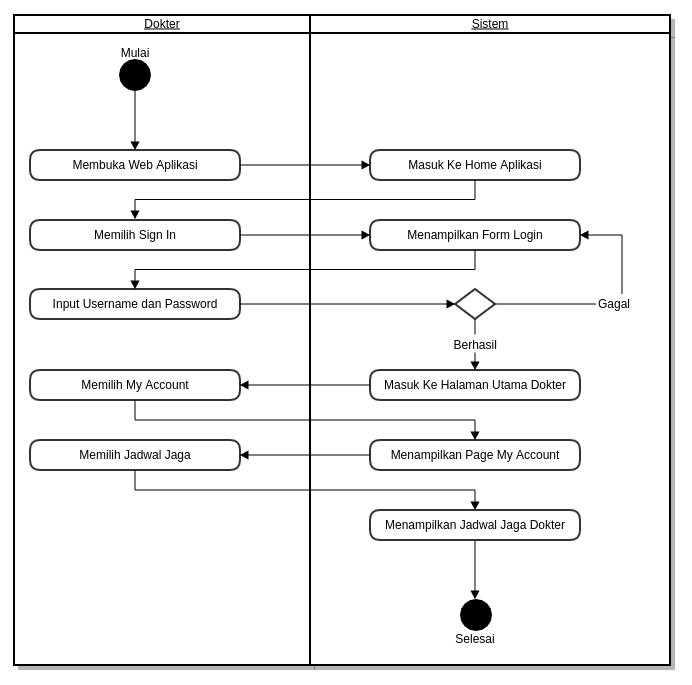 Dokter
Sistem
Mulai
Membuka Web Aplikasi
Masuk Ke Home Aplikasi
Memilih Sign In
Menampilkan Form Login
Input Username dan Password
Gagal
Berhasil
Memilih My Account
Masuk Ke Halaman Utama Dokter
Memilih Jadwal Jaga
Menampilkan Page My Account
Menampilkan Jadwal Jaga Dokter
Selesai